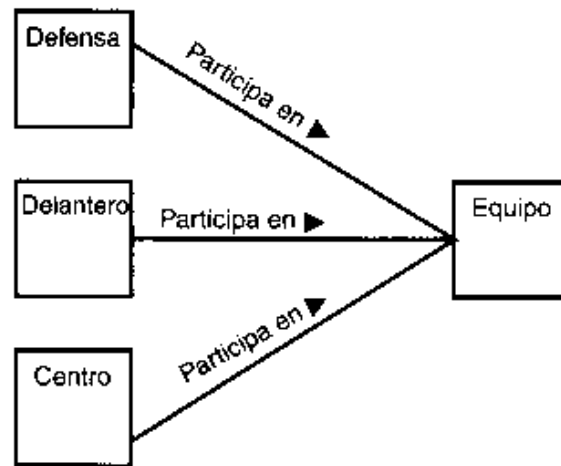 Defensa
Participa en ▶
Delantero
Participa en ▶
Equipo
Centro
Participa en ▶